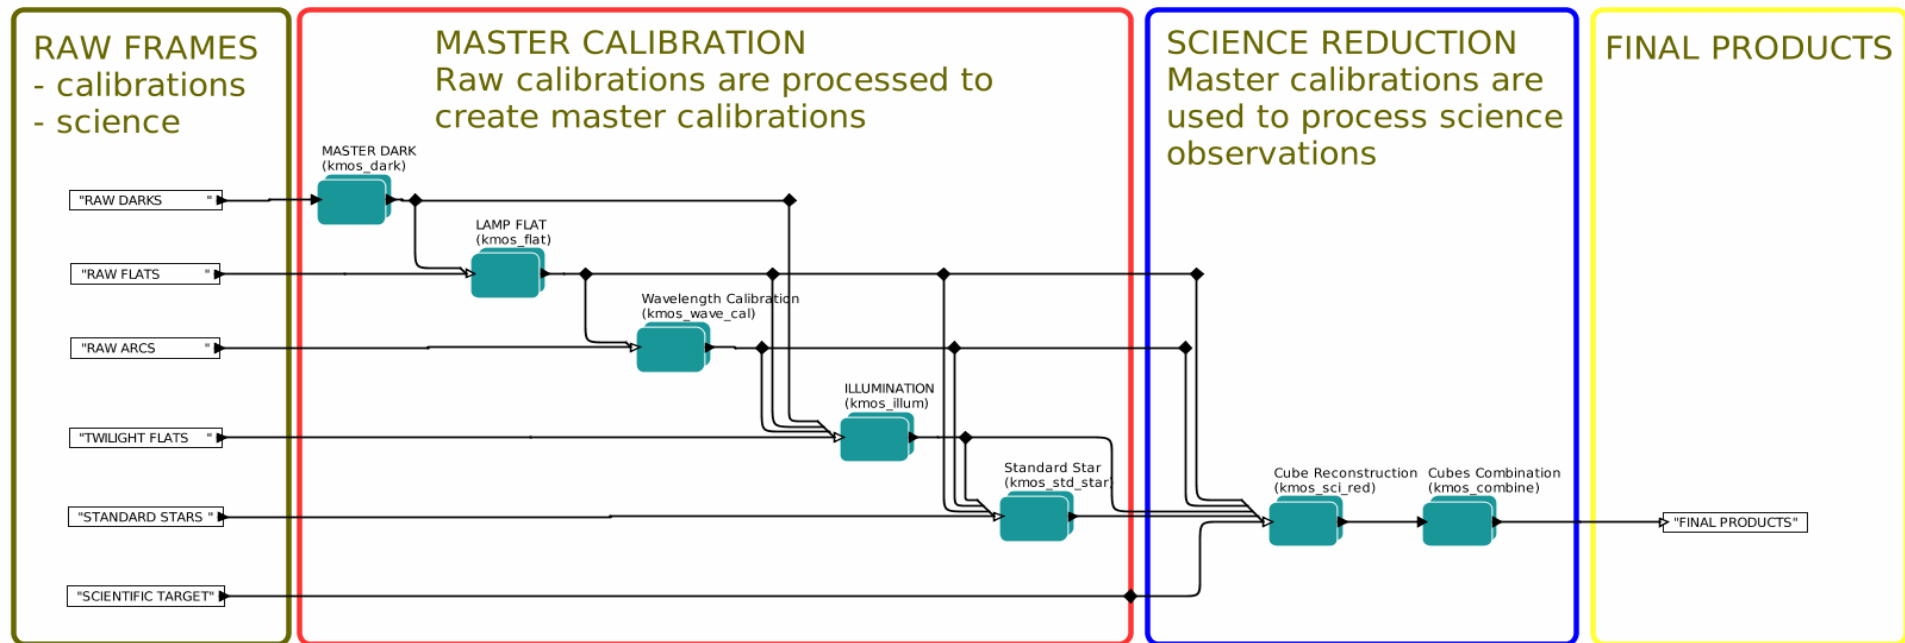 RAW FRAMES
- calibrations
- science
MASTER CALIBRATION
Raw calibrations are processed to
create master calibrations
SCIENCE REDUCTION
Master calibrations are
used to process science
observations
FINAL PRODUCTS
MASTER DARK
(kmos_dark)
"RAW DARKS "
LAMP FLAT
(kmos_flat)
"RAW FLATS "
Wavelength Calibration
(kmos_wave_cal)
"RAW ARCS "
ILLUMINATION
(kmos_illum)
"TWILIGHT FLATS "
Standard Star
(kmos_std_star)
Cube Reconstruction
(kmos_sci_red)
Cubes Combination
(kmos_combine)
"STANDARD STARS "
"FINAL PRODUCTS"
"SCIENTIFIC TARGET"